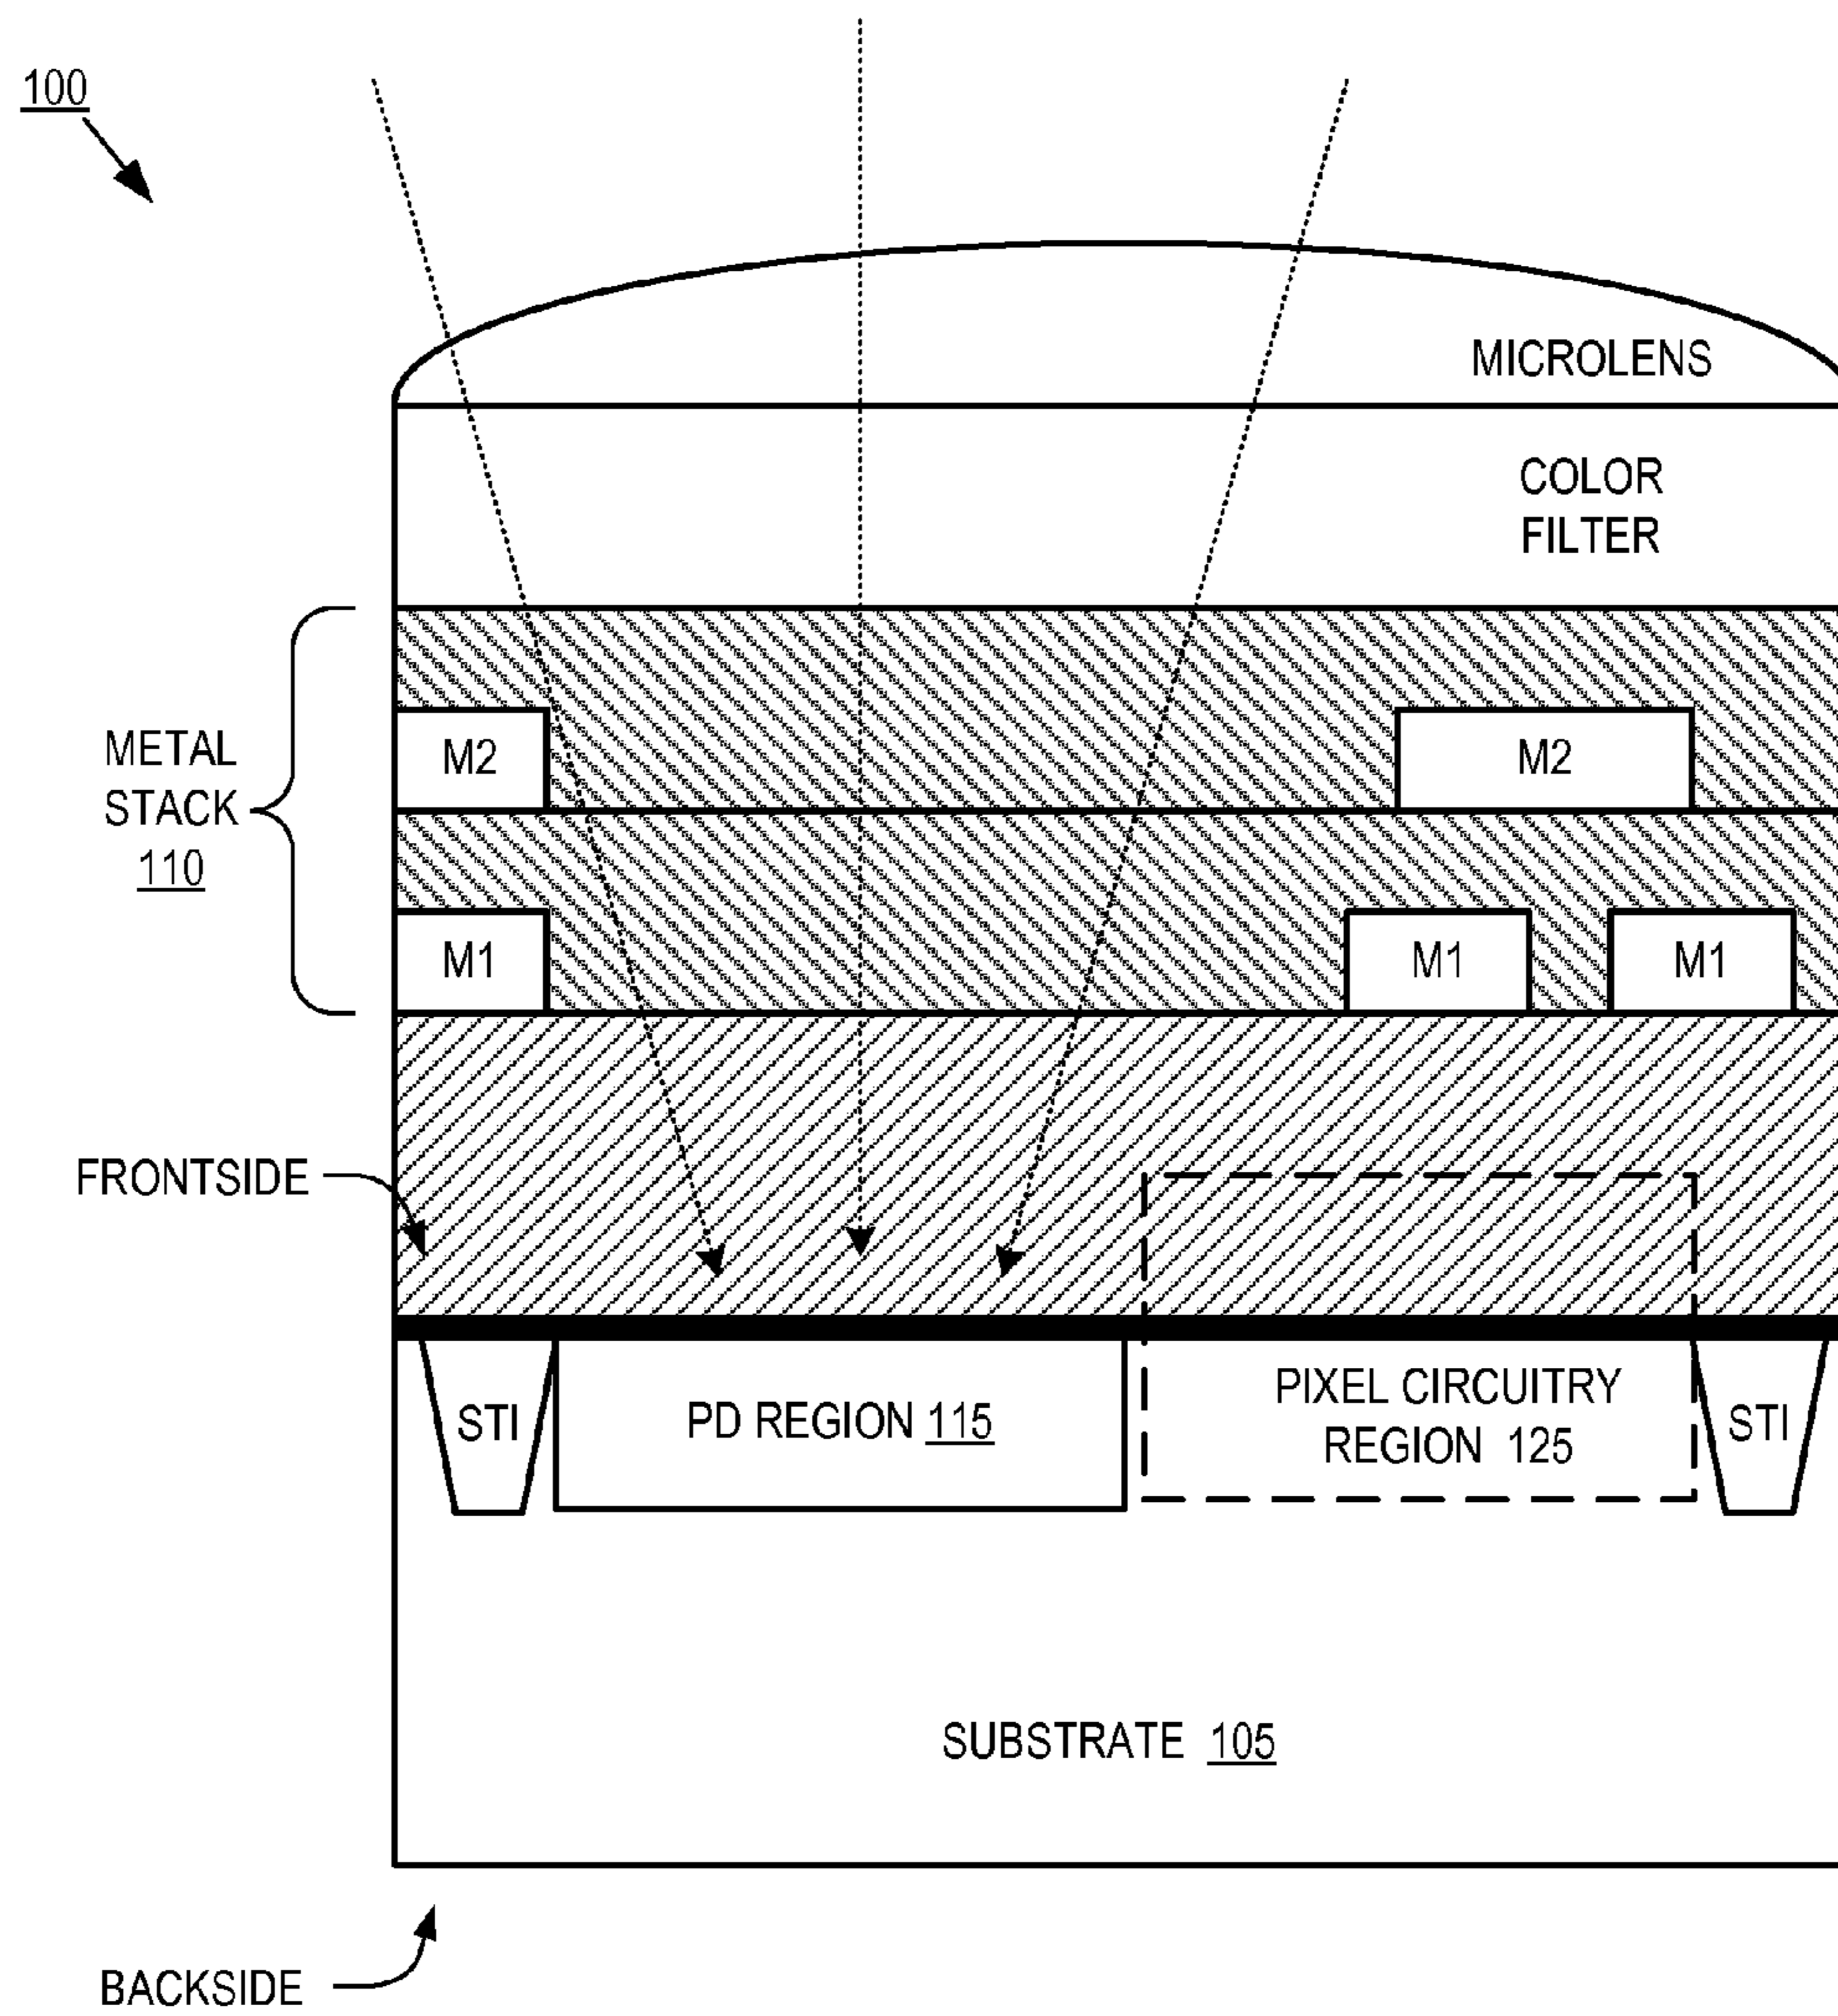 100
MICROLENS
COLOR
FILTER
METAL
STACK
110
M2
M2
M1
M1
M1
FRONTSIDE
STI
PD REGION 115
PIXEL CIRCUITRY
REGION 125
STI
SUBSTRATE 105
BACKSIDE